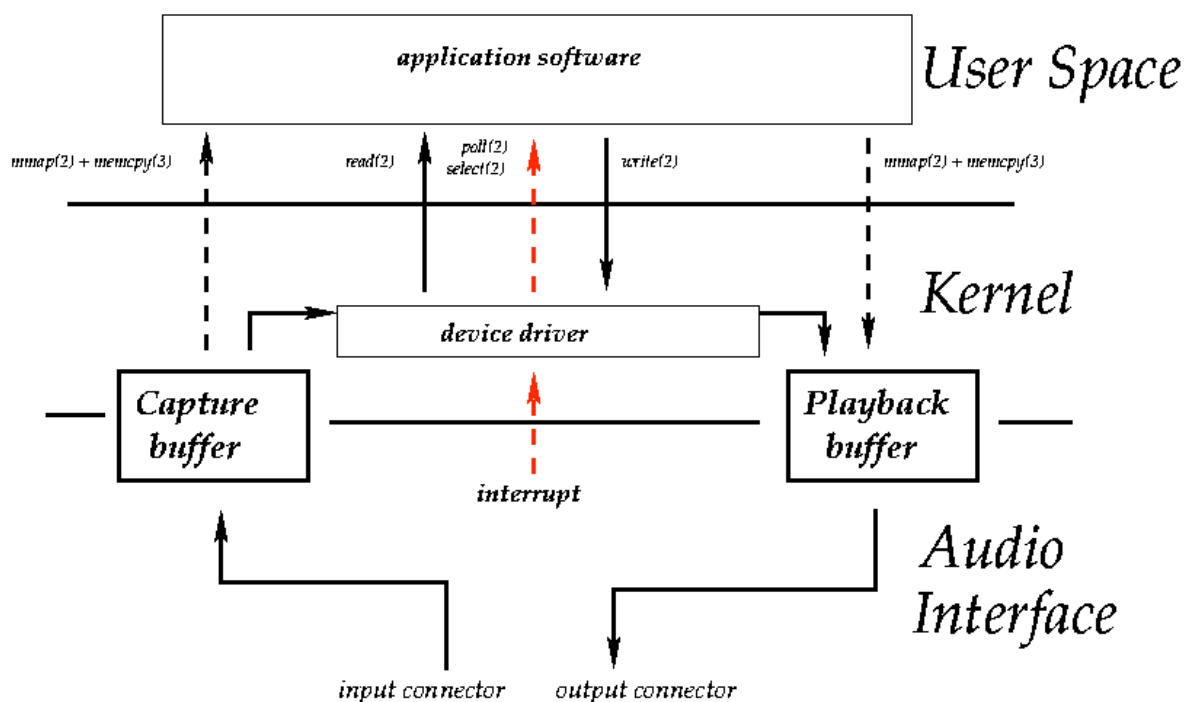 application software
User Space
mmap(2) + memcpy(3)
read(2)
poll(2)
select(2)
write(2)
mmap(2) + memcpy(3)
Kernel
device driver
Capture
buffer
Playback
buffer
interrupt
Audio
Interface
input connector
output connector